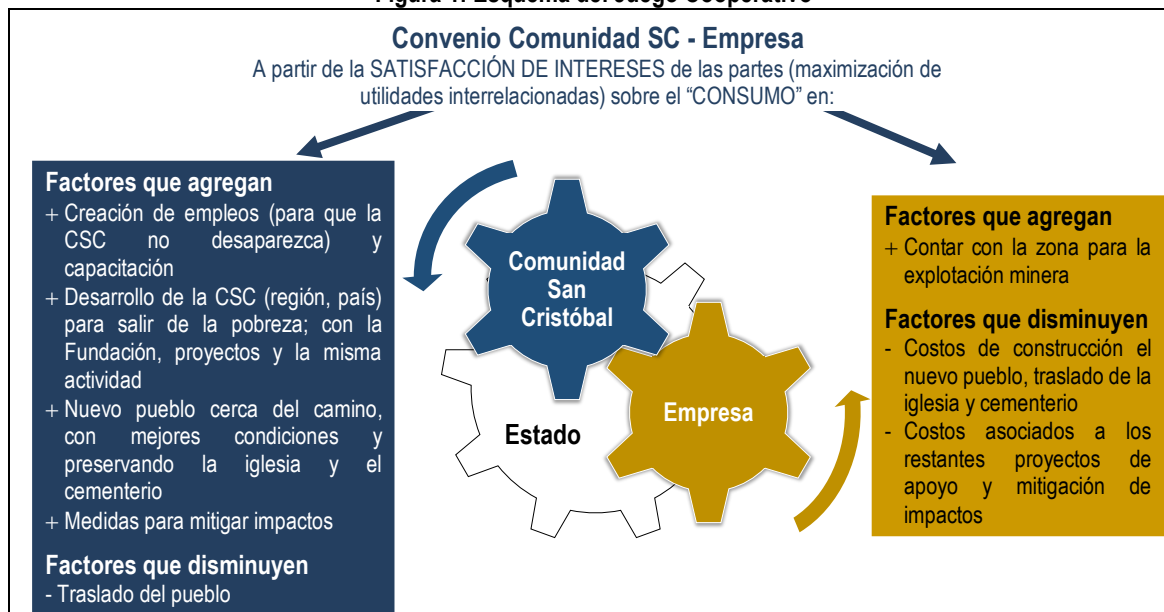 Figura 1. Esquema del Juego Cooperativo
Convenio Comunidad SC - Empresa
A partir de la SATISFACCIÓN DE INTERESES de las partes (maximización de
utilidades interrelacionadas) sobre el “CONSUMO” en:
Factores que agregan
+ Creación de empleos (para que la
CSC no desaparezca) y
capacitación
+ Desarrollo de la CSC (región, país)
para salir de la pobreza; con la
Fundación, proyectos y la misma
actividad
+ Nuevo pueblo cerca del camino,
con mejores condiciones y
preservando la iglesia y el
cementerio
+ Medidas para mitigar impactos
Factores que disminuyen
- Traslado del pueblo
Comunidad
San
Cristóbal
Estado
Empresa
Factores que agregan
+ Contar con la zona para la
explotación minera
Factores que disminuyen
- Costos de construcción el
nuevo pueblo, traslado de la
iglesia y cementerio
- Costos asociados a los
restantes proyectos de
apoyo y mitigación de
impactos